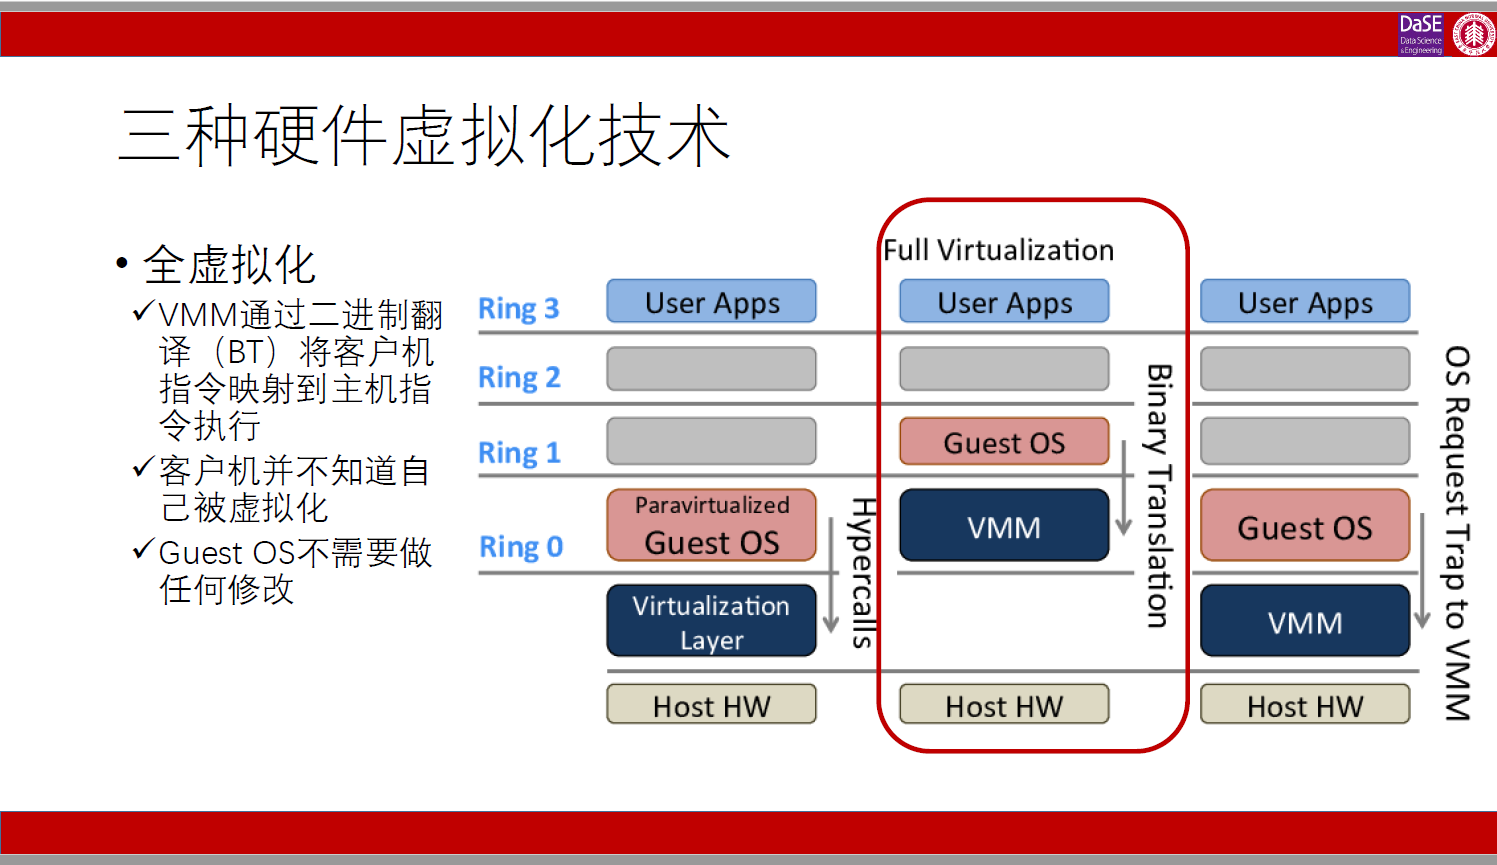 DaSE
Data Science
& Engineering
三种硬件虚拟化技术
• 全虚拟化
✓VMM通过二进制翻
译（BT）将客户机
指令映射到主机指
令执行
✓客户机并不知道自
己被虚拟化
✓Guest OS不需要做
任何修改
Full Virtualization
Ring 3
User Apps
User Apps
User Apps
Ring 2
Ring 1
Guest OS
Ring 0
Paravirtualized
Guest OS
VMM
Guest OS
Virtualization
Layer
VMM
Host HW
Host HW
Host HW
Hypercalls
Binary Translation
OS Request Trap to VMM